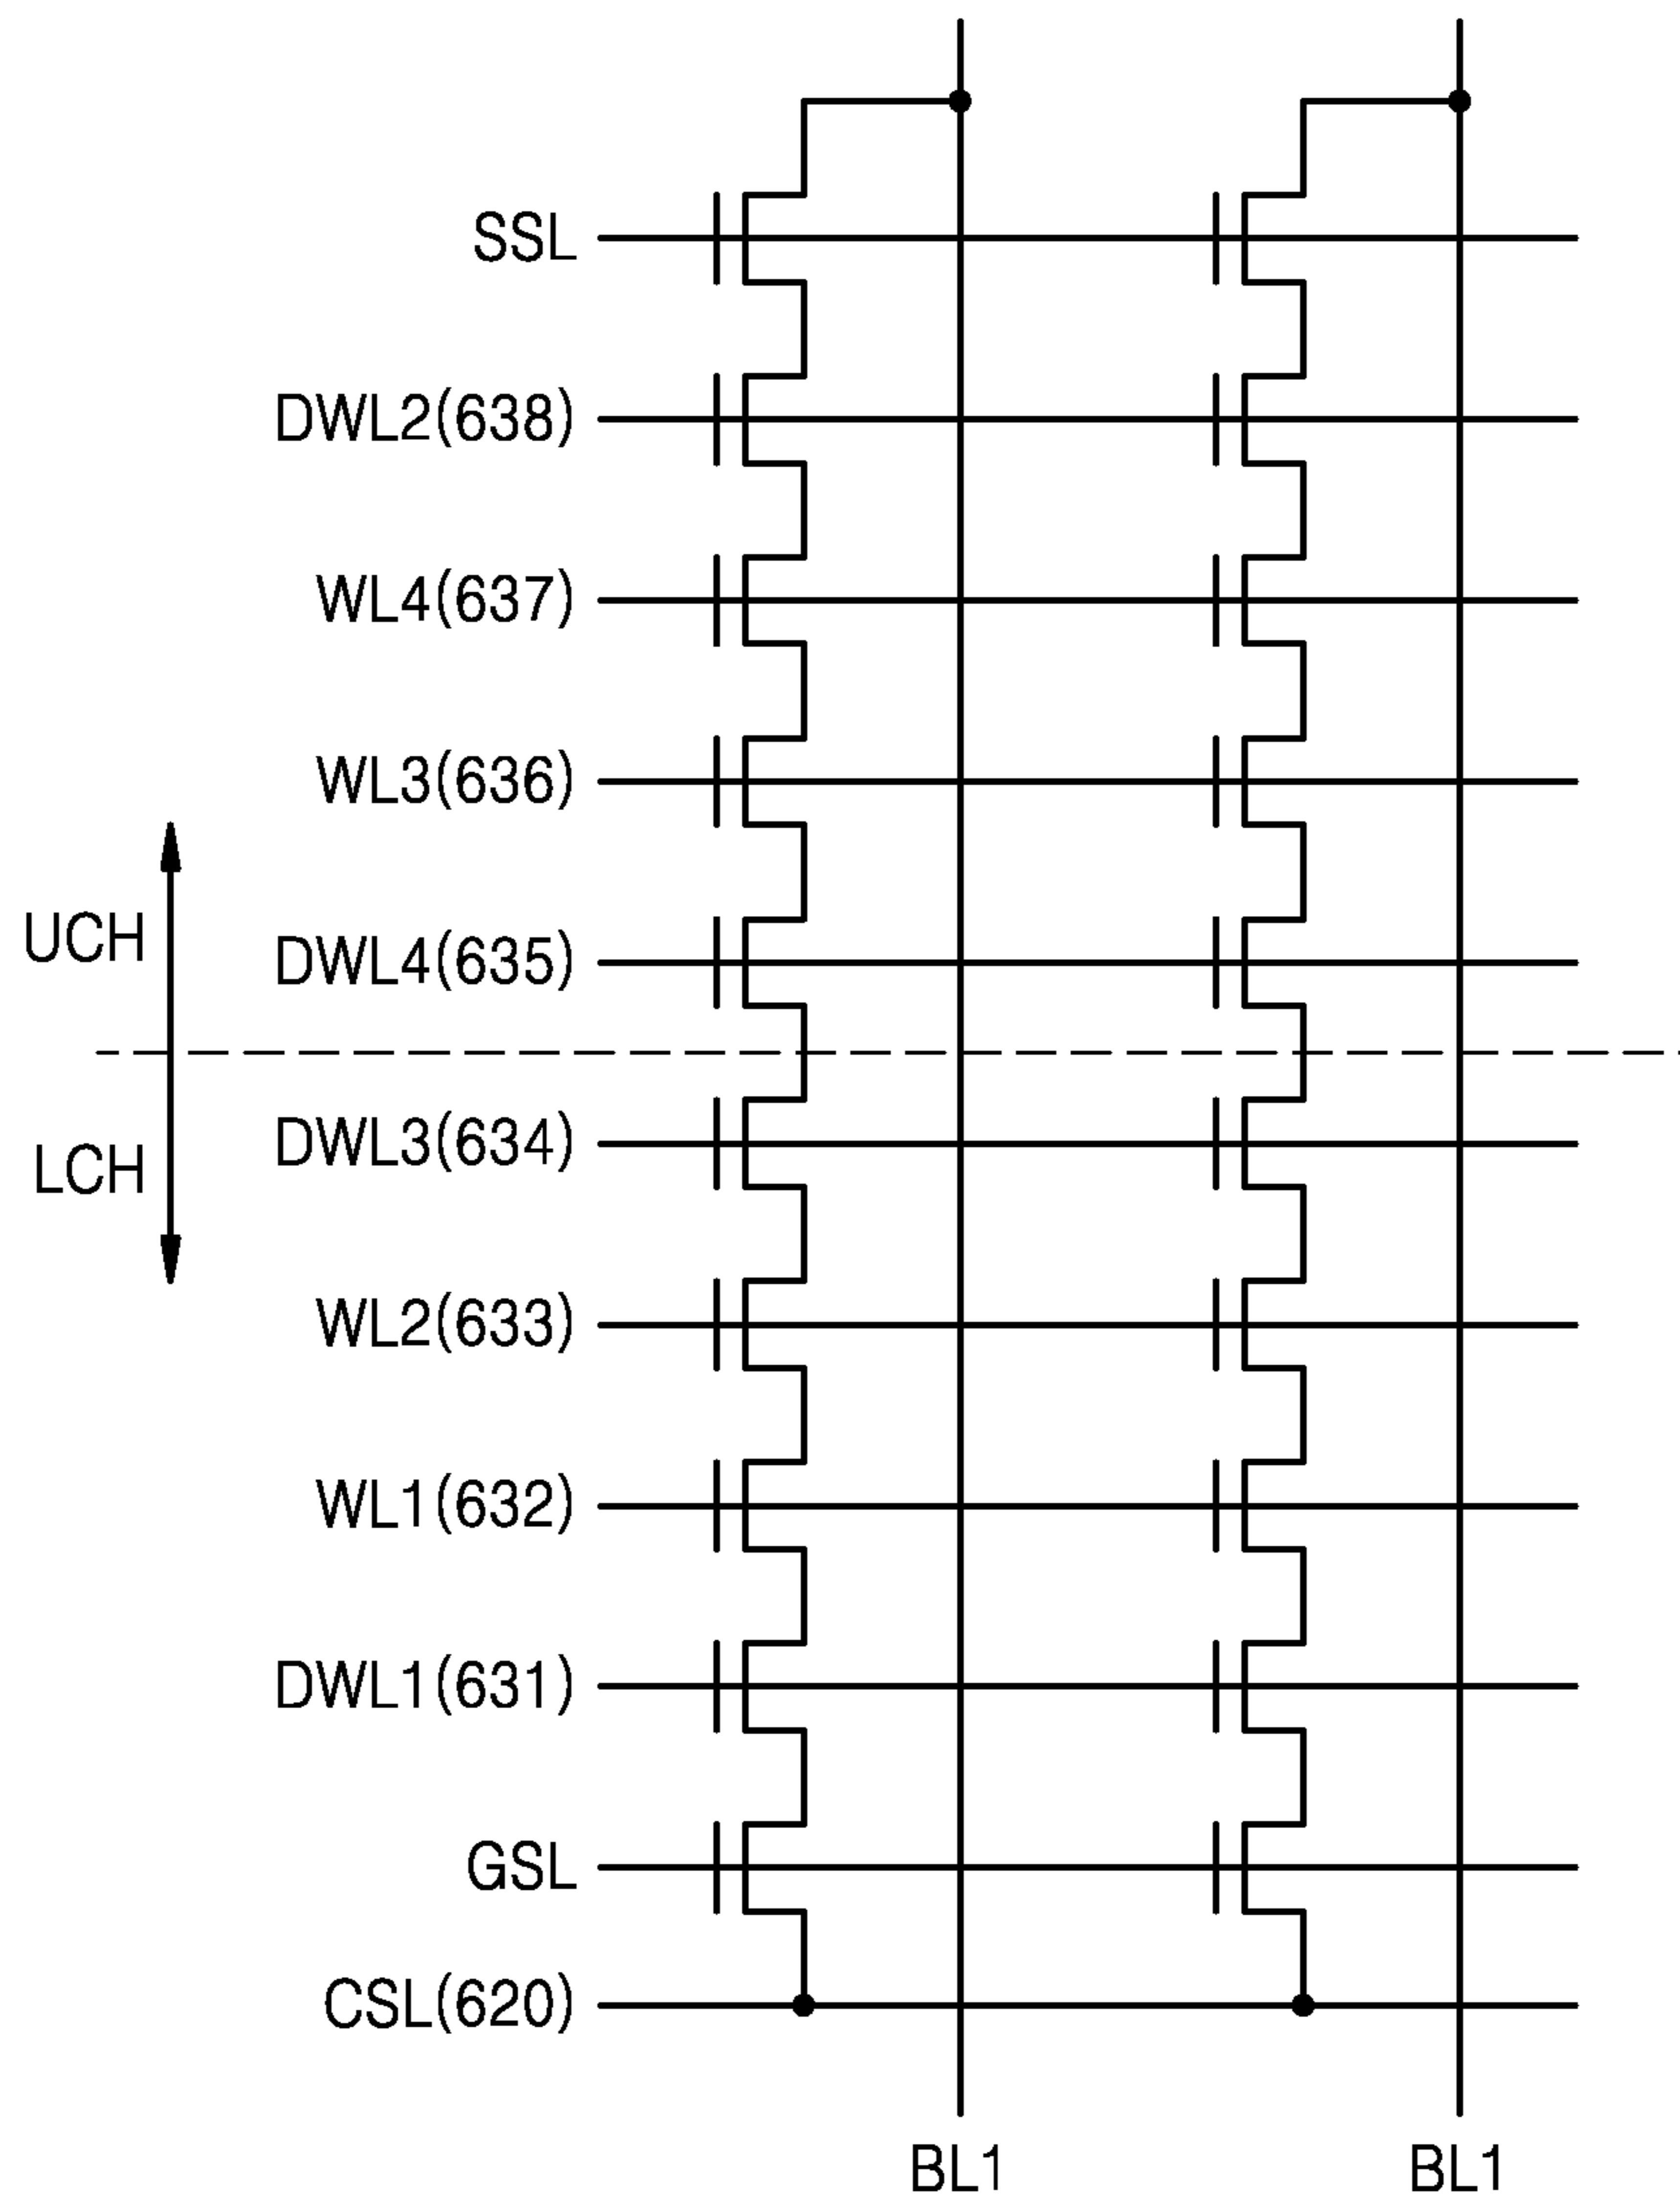 SSL
DWL2(638)
WL4(637)
WL3(636)
UCH
DWL4(635)
LCH
DWL3(634)
WL2(633)
WL1(632)
DWL1(631)
GSL
CSL(620)
BL1 BL1